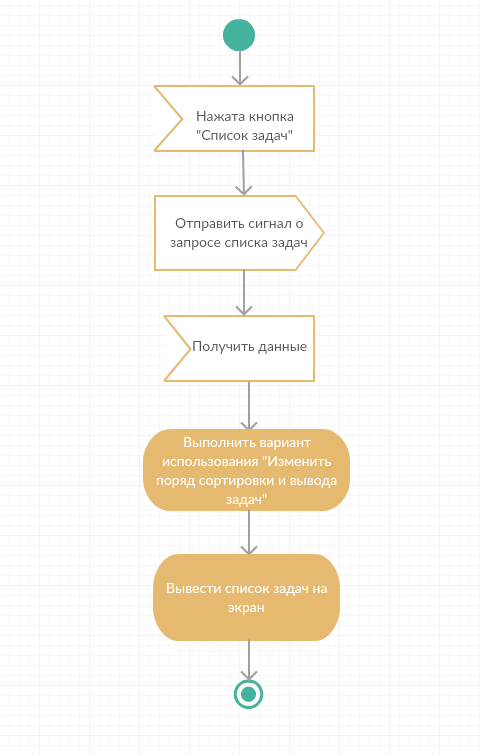 Нажата кнопка
"Список задач"
Отправить сигнал о
запросе списка задач
Получить данные
Выполнить вариант
использования "Изменить
поряд сортировки и вывода
задач"
Вывести список задач на
экран